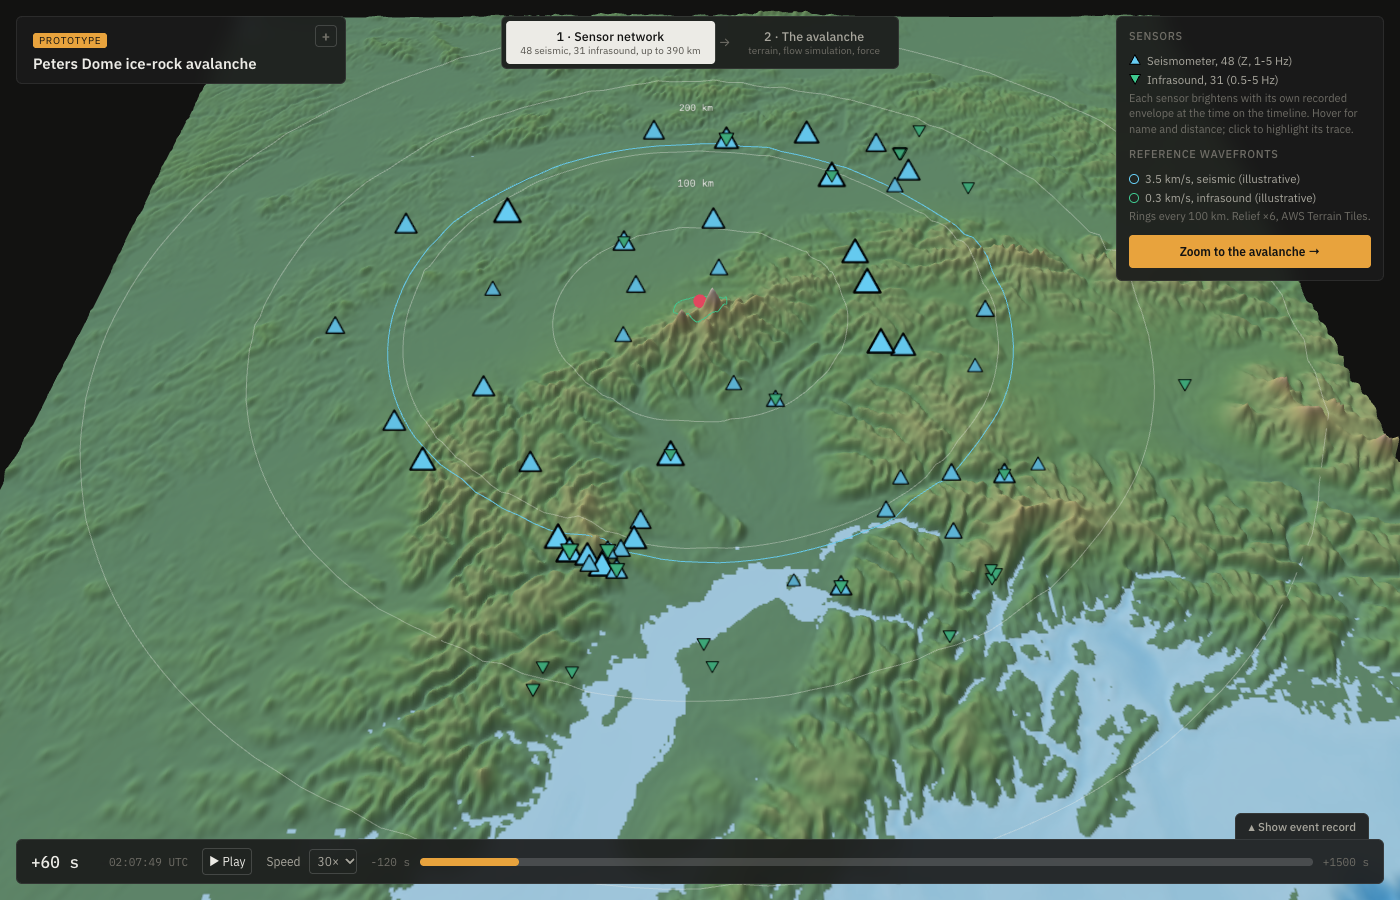 PROTOTYPE
+
Peters Dome ice-rock avalanche
1 · Sensor network
48 seismic, 31 infrasound, up to 390 km
→
2 · The avalanche
terrain, flow simulation, force
SENSORS
Seismometer, 48 (Z, 1-5 Hz)
Infrasound, 31 (0.5-5 Hz)
Each sensor brightens with its own recorded
envelope at the time on the timeline. Hover for
name and distance; click to highlight its trace.
REFERENCE WAVEFRONTS
3.5 km/s, seismic (illustrative)
0.3 km/s, infrasound (illustrative)
Rings every 100 km. Relief ×6, AWS Terrain Tiles.
Zoom to the avalanche →
200 km
100 km
▴ Show event record
+60 s
02:07:49 UTC
▶ Play
Speed
30×
-120 s
+1500 s